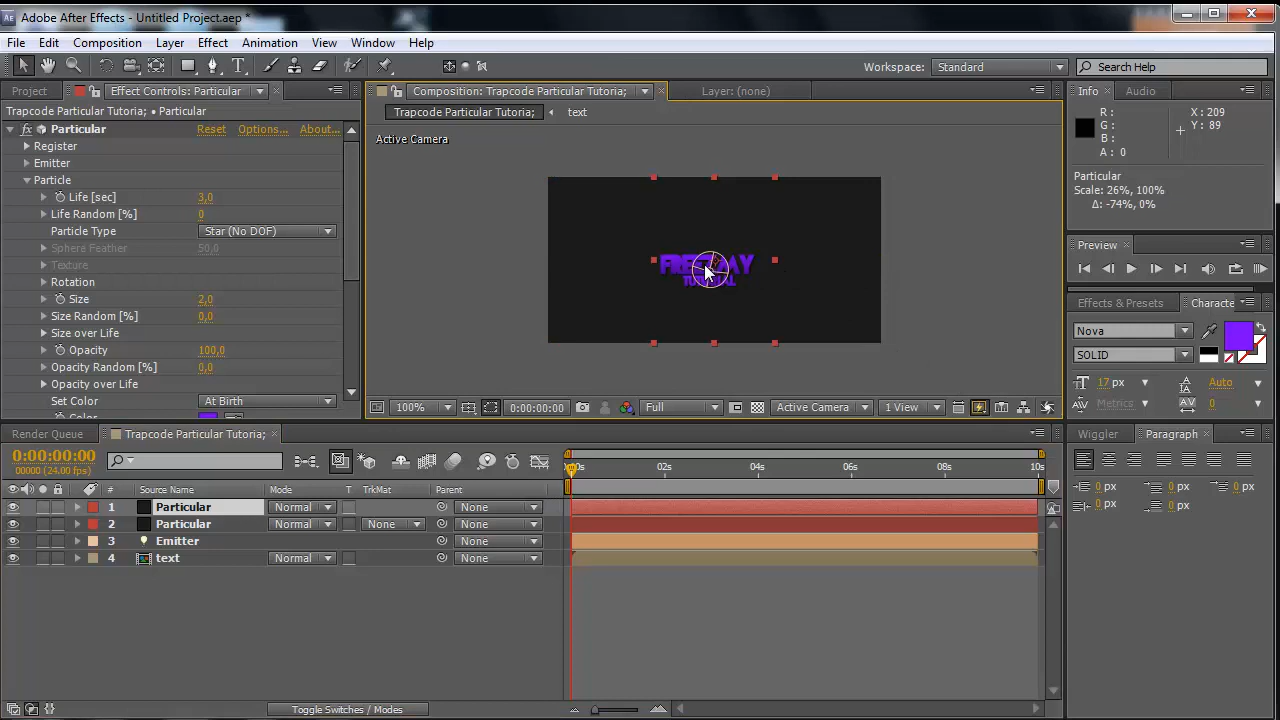 Adobe After Effects - Untitled Project.aep *
File Edit Composition Layer Effect Animation View Window Help
Workspace: Standard Search Help
Project Effect Controls: Particular
Trapcode Particular Tutoria; • Particular
fx Particular Reset Options... About...
Register
Emitter
Particle
Life [sec] 3,0
Life Random [%] 0
Particle Type Star (No DOF)
Sphere Feather 50,0
Texture
Rotation
Size 2,0
Size Random [%] 0,0
Size over Life
Opacity 100,0
Opacity Random [%] 0,0
Opacity over Life
Set Color At Birth
Color
Composition: Trapcode Particular Tutoria; Layer: (none)
Trapcode Particular Tutoria; text
Active Camera
TUTORIAL
100% 0:00:00:00 Full Active Camera 1 View
Info Audio
R : X : 209
G : Y : 89
B :
A : 0
Particular
Scale: 26%, 100%
Δ: -74%, 0%
Preview
Effects & Presets Characte
Nova
SOLID
17 px Auto
Metrics 0
Wiggler Paragraph
0 px 0 px 0 px
0 px 0 px
Render Queue Trapcode Particular Tutoria;
0:00:00:00
00000 (24.00 fps)
# Source Name Mode T TrkMat Parent
02s 04s 06s 08s 10s
1 Particular Normal None
2 Particular Normal None None
3 Emitter None
4 text Normal None
Toggle Switches / Modes